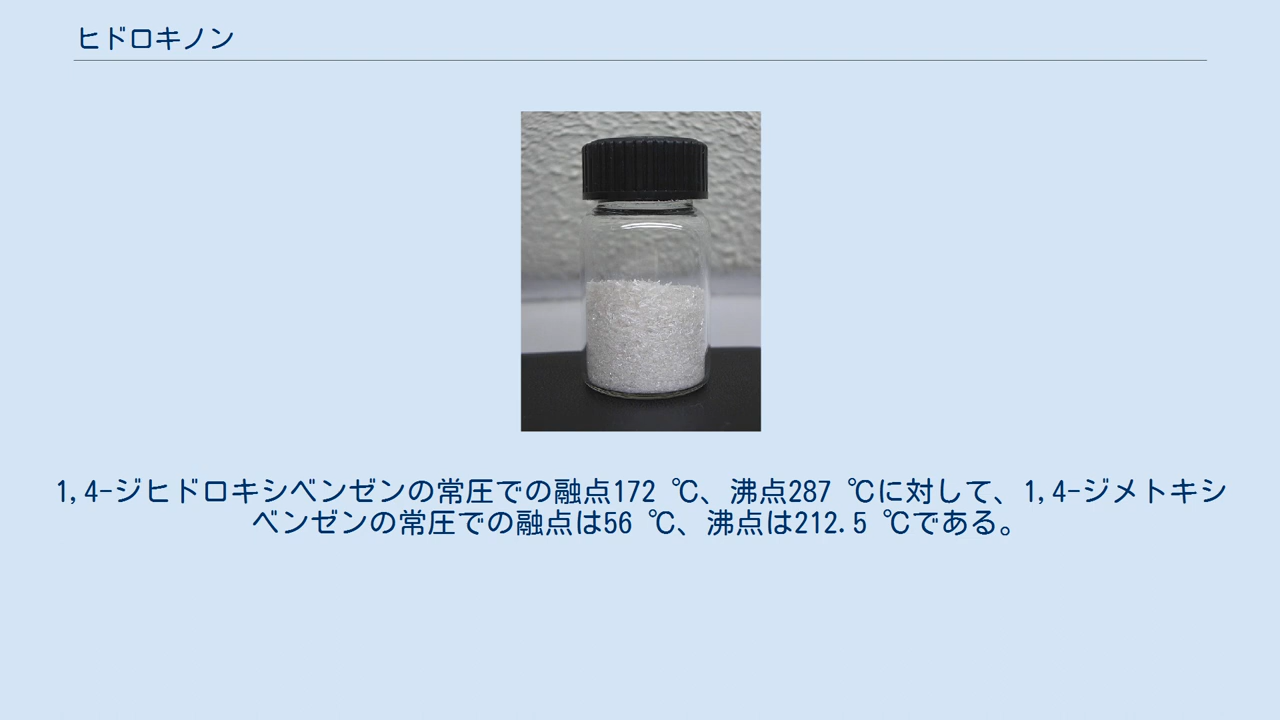 ヒドロキノン
1,4-ジヒドロキシベンゼンの常圧での融点172 ℃、沸点287 ℃に対して、1,4-ジメトキシ
ベンゼンの常圧での融点は56 ℃、沸点は212.5 ℃である。